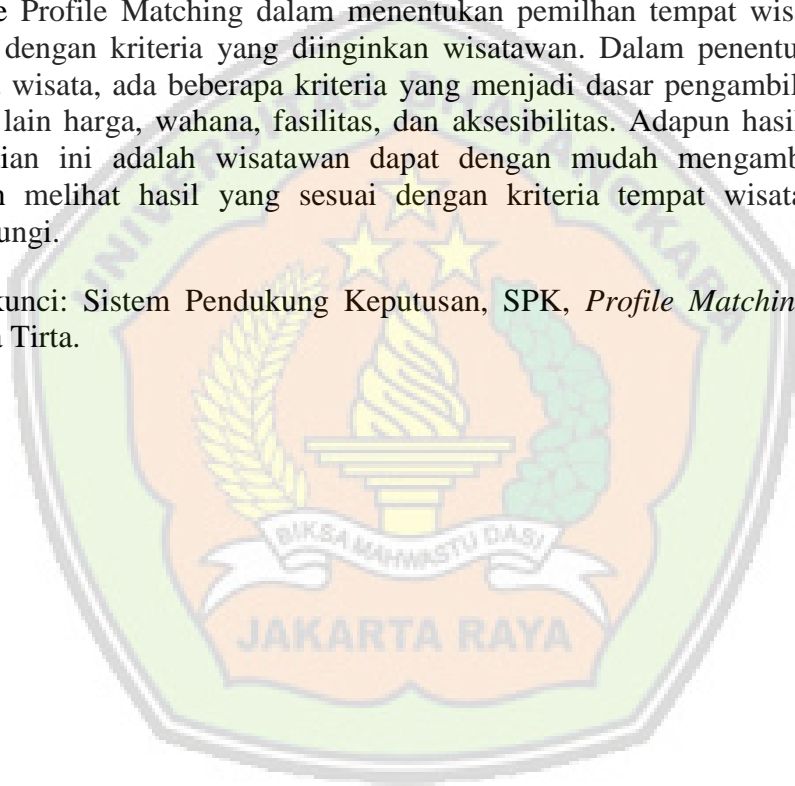 e Profile Matching dalam menentukan pemilhan tempat wis
dengan kriteria yang diinginkan wisatawan. Dalam penentu
wisata, ada beberapa kriteria yang menjadi dasar pengambil
lain harga, wahana, fasilitas, dan aksesibilitas. Adapun hasil
ian ini adalah wisatawan dapat dengan mudah mengamb
melihat hasil yang sesuai dengan kriteria tempat wisata
ungi.
kunci: Sistem Pendukung Keputusan, SPK, Profile Matchin
Tirta.
UNIVERSITAS BHAYANGKARA
BIKSA MAHWASTU DASI
JAKARTA RAYA